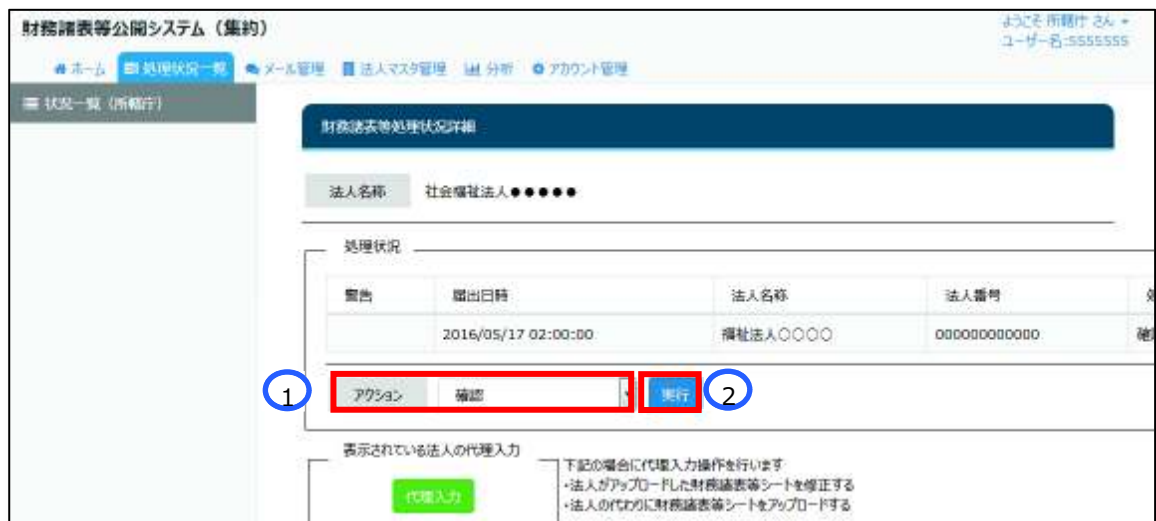 財務諸表等公開システム（集約）
ようこそ 所轄庁 さん
ユーザー名:5555555
ホーム 処理状況一覧 メール管理 法人マスタ管理 分析 アカウント管理
状況一覧（所轄庁）
財務諸表等処理状況詳細
法人名称 社会福祉法人●●●●●
処理状況
警告 届出日時 法人名称 法人番号
2016/05/17 02:00:00 福祉法人〇〇〇〇 000000000000 確
1 アクション 確認 実行 2
表示されている法人の代理入力
下記の場合に代理入力操作を行います
代理入力
・法人がアップロードした財務諸表等シートを修正する
・法人の代わりに財務諸表等シートをアップロードする